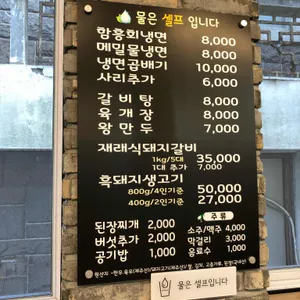 물은 셀프 입니다
함흥회냉면 8,000
메밀물냉면 8,000
냉면곱배기 10,000
사리추가 6,000
갈비탕 8,000
육개장 8,000
왕만두 7,000
재래식돼지갈비
1kg/5대 35,000
1대 추가 7,000
흑돼지생고기
800g/4인기준 50,000
400g/2인기준 27,000
된장찌개 2,000
버섯추가 2,000
공기밥 1,000
주류
소주/맥주 4,000
막걸리 3,000
음료수 1,000
물은 셀프입니다